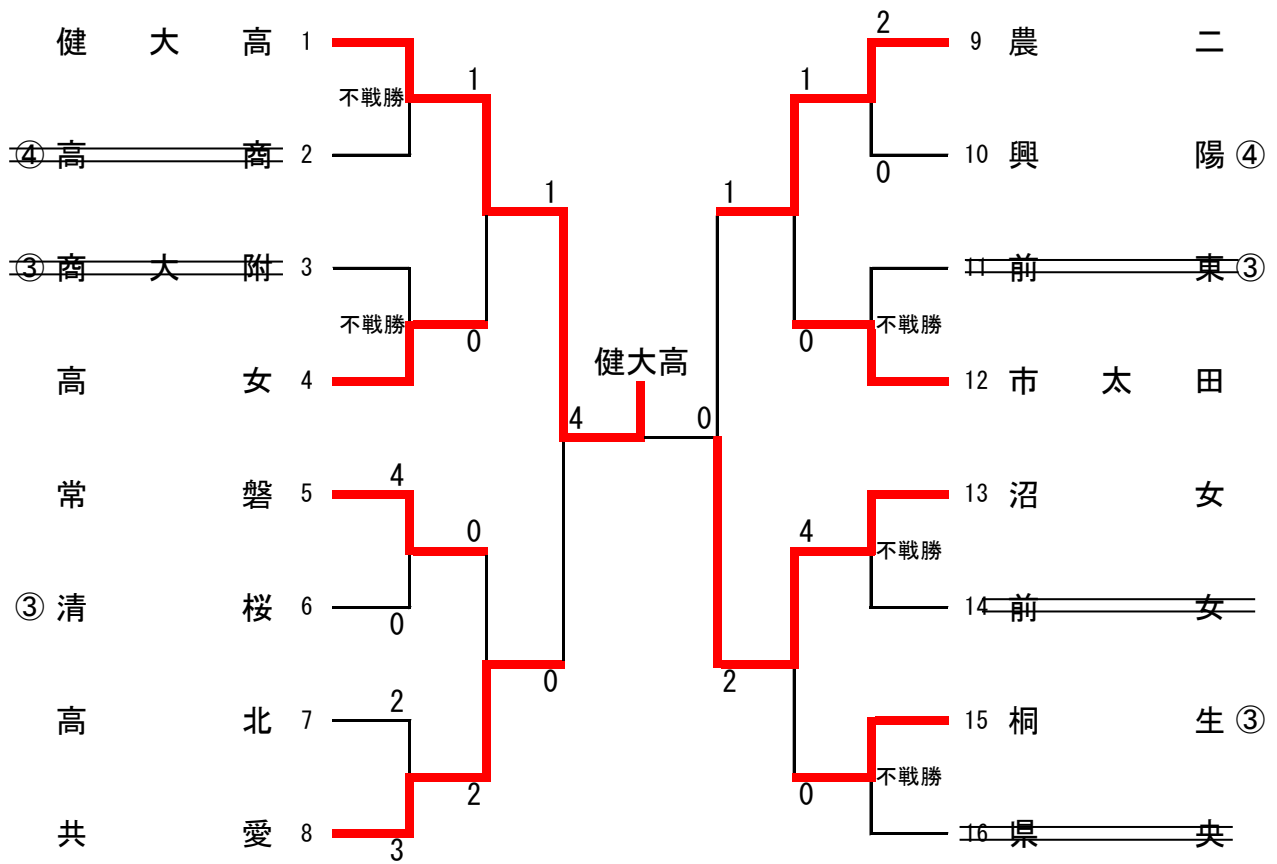 健大高 1
不戦勝
1
④ 高商 2
1
③ 商大附 3
不戦勝
0
高女 4
4
常磐 5
4
0
③ 清桜 6
0
0
高北 7
2
2
共愛 8
3
健大高
2
9 農二
1
10 興陽 ④
0
1
11 前東 ③
不戦勝
0
12 市太田
0
13 沼女
4
不戦勝
14 前女
2
15 桐生 ③
不戦勝
0
16 県央